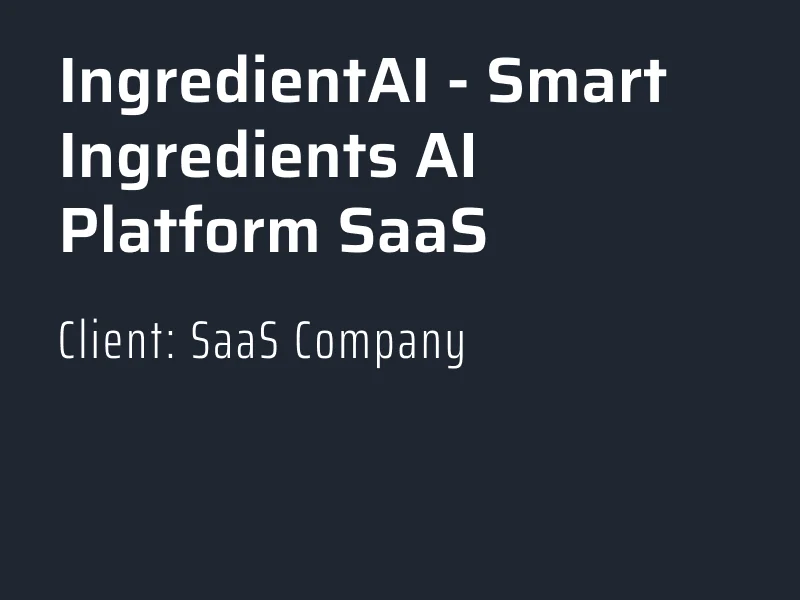 IngredientAI - Smart
Ingredients AI
Platform SaaS
Client: SaaS Company